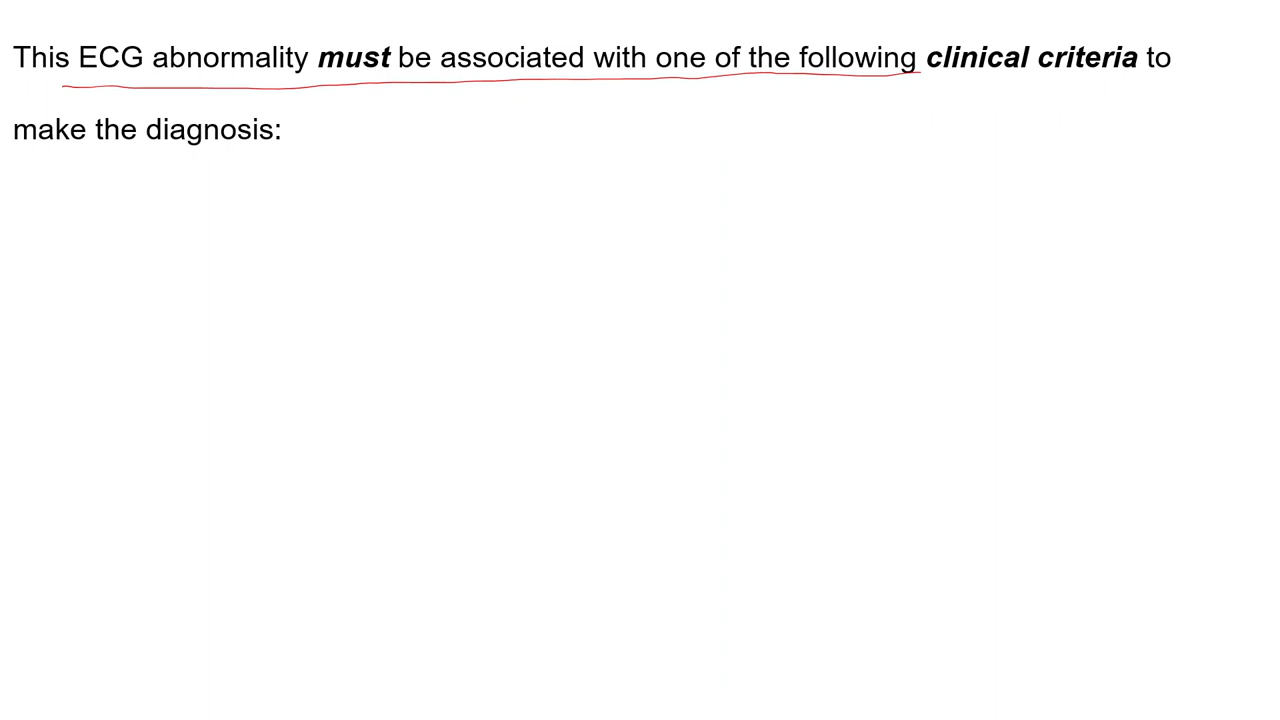 This ECG abnormality must be associated with one of the following clinical criteria to
make the diagnosis: